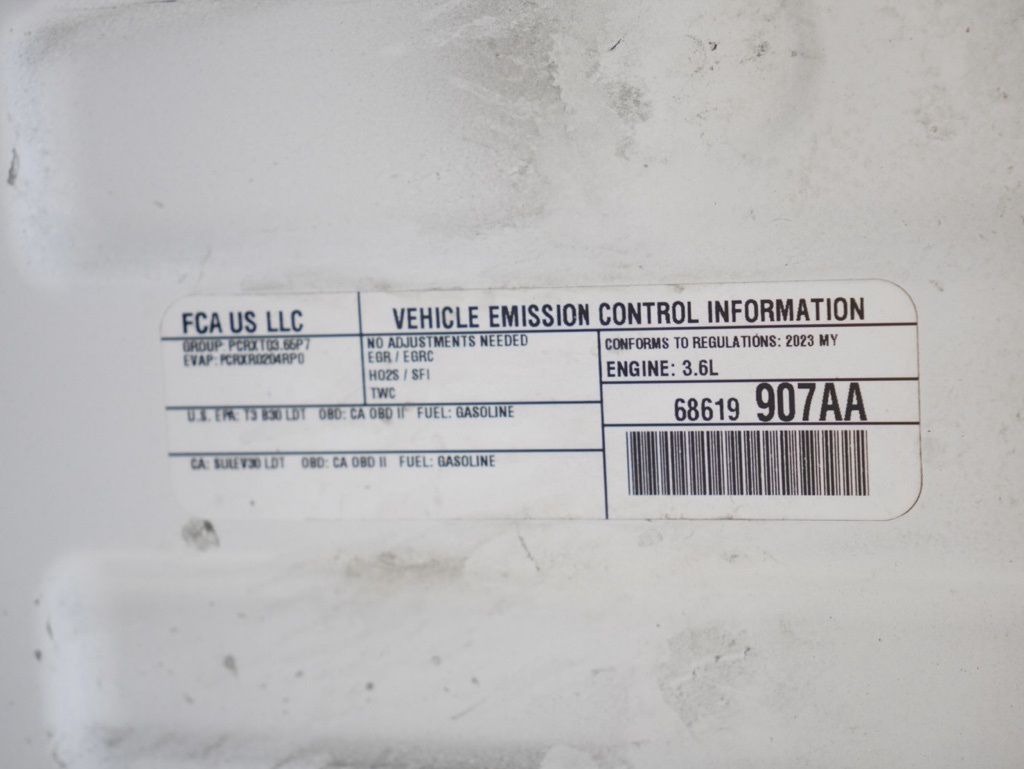 FCA US LLC
VEHICLE EMISSION CONTROL INFORMATION
GROUP: PCRXT03.65P7
EVAP: PCRXR0204RP0
NO ADJUSTMENTS NEEDED
EGR / EGRC
HO2S / SFI
TWC
CONFORMS TO REGULATIONS: 2023 MY
ENGINE: 3.6L
68619 907AA
U.S. EPA: T3 B30 LDT OBD: CA OBD II FUEL: GASOLINE
CA: SULEV30 LDT OBD: CA OBD II FUEL: GASOLINE